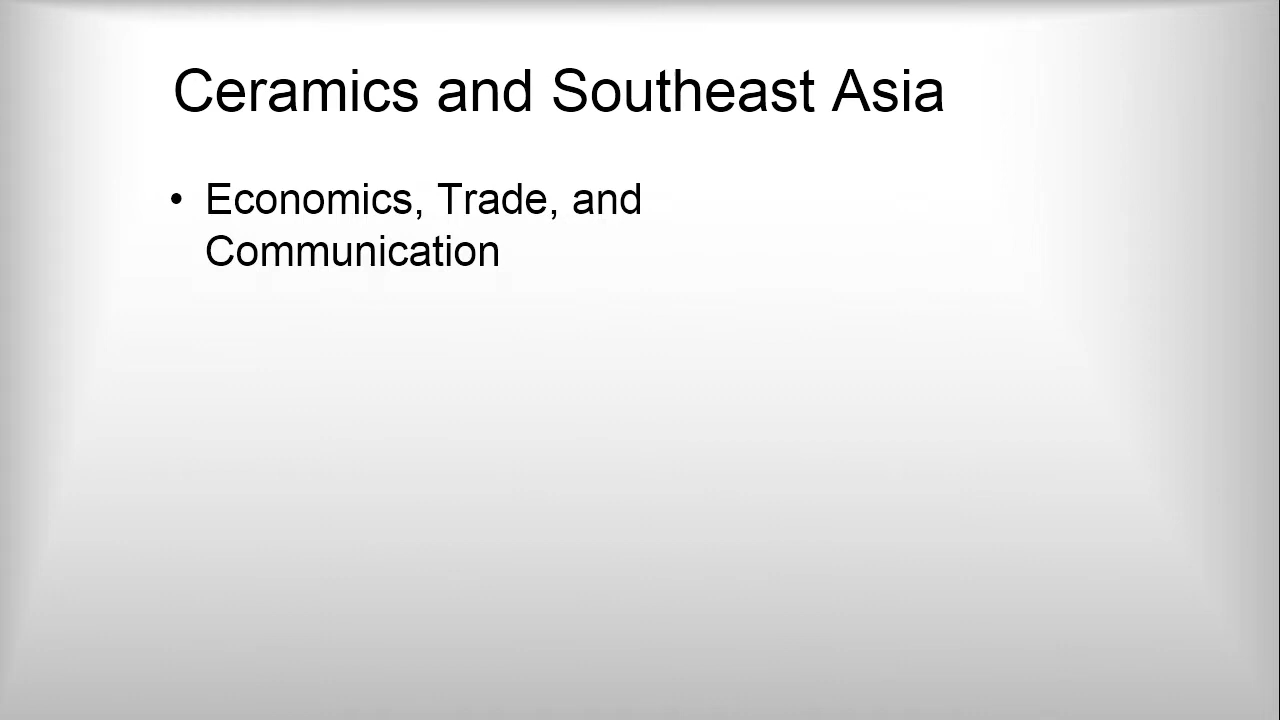 Ceramics and Southeast Asia
• Economics, Trade, and
Communication